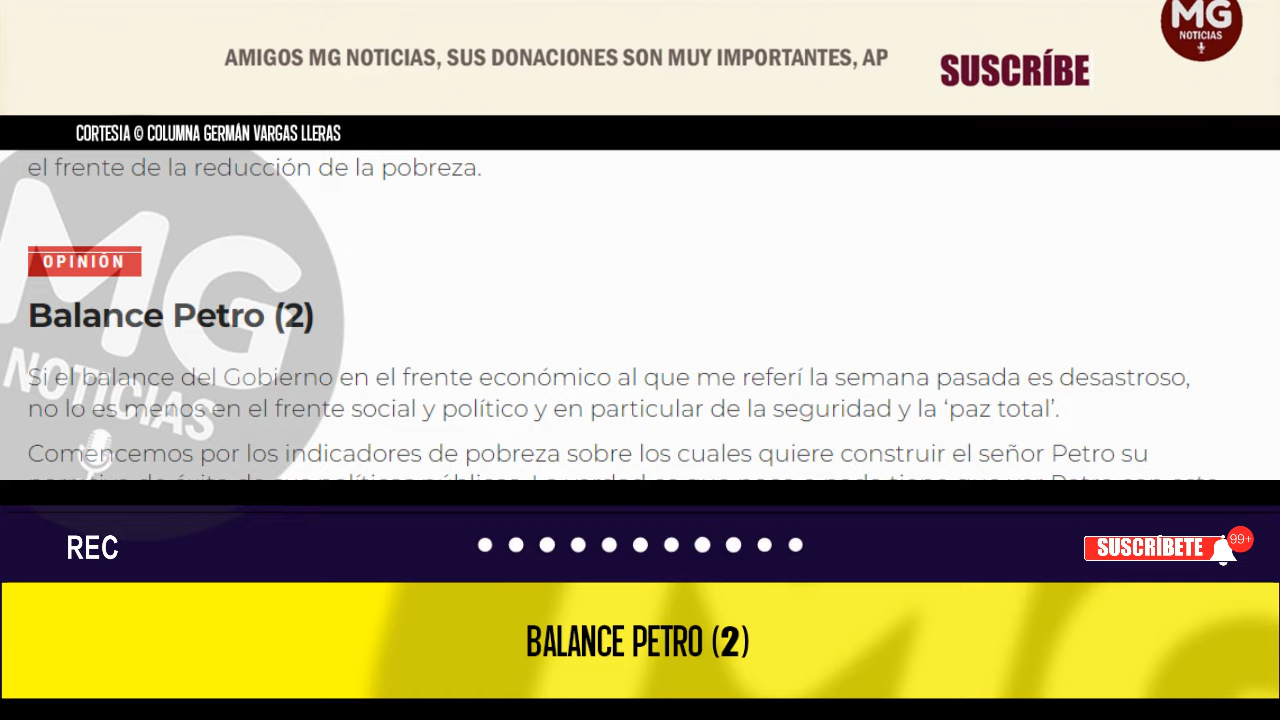 MG
NOTICIAS
AMIGOS MG NOTICIAS, SUS DONACIONES SON MUY IMPORTANTES, AP
SUSCRÍBE
CORTESIA © COLUMNA GERMÁN VARGAS LLERAS
el frente de la reducción de la pobreza.
MG
NOTICIAS
OPINIÓN
Balance Petro (2)
Si el balance del Gobierno en el frente económico al que me referí la semana pasada es desastroso,
no lo es menos en el frente social y político y en particular de la seguridad y la ‘paz total’.
Comencemos por los indicadores de pobreza sobre los cuales quiere construir el señor Petro su
REC
SUSCRÍBETE
99+
BALANCE PETRO (2)